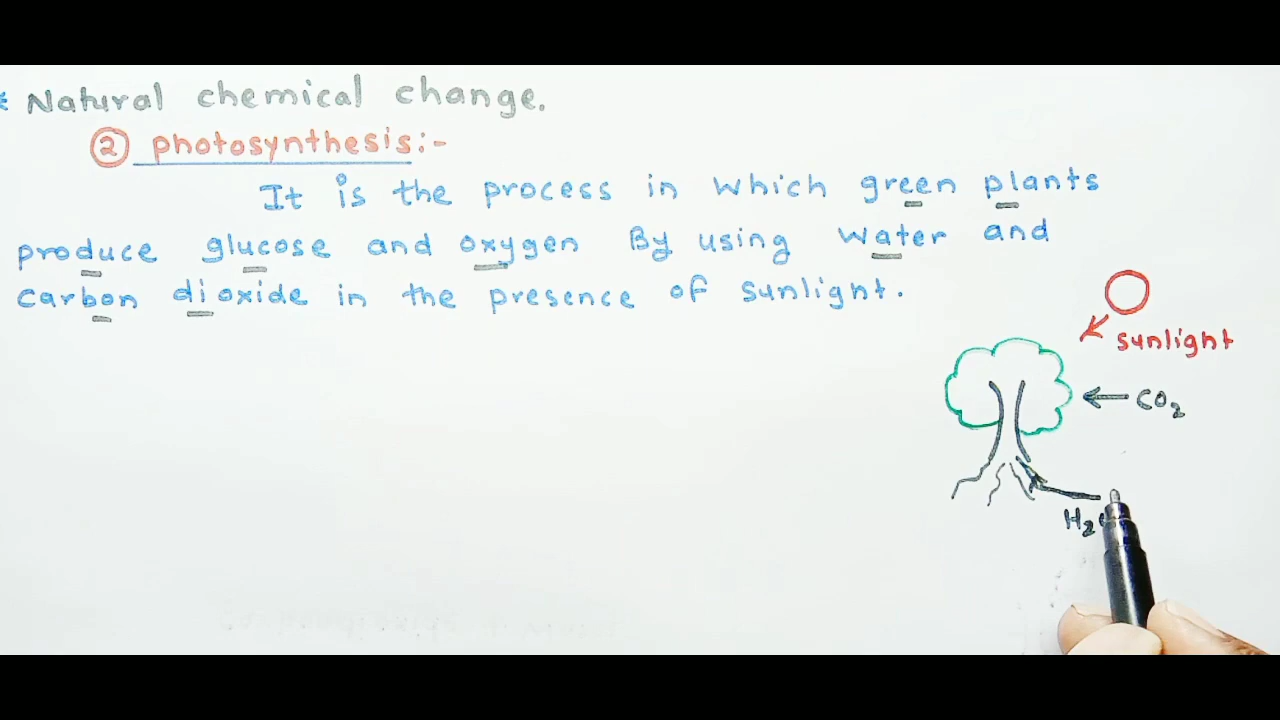 * Natural chemical change.
② photosynthesis:-
It is the process in which green plants
produce glucose and oxygen By using water and
carbon dioxide in the presence of sunlight.
sunlight
CO₂